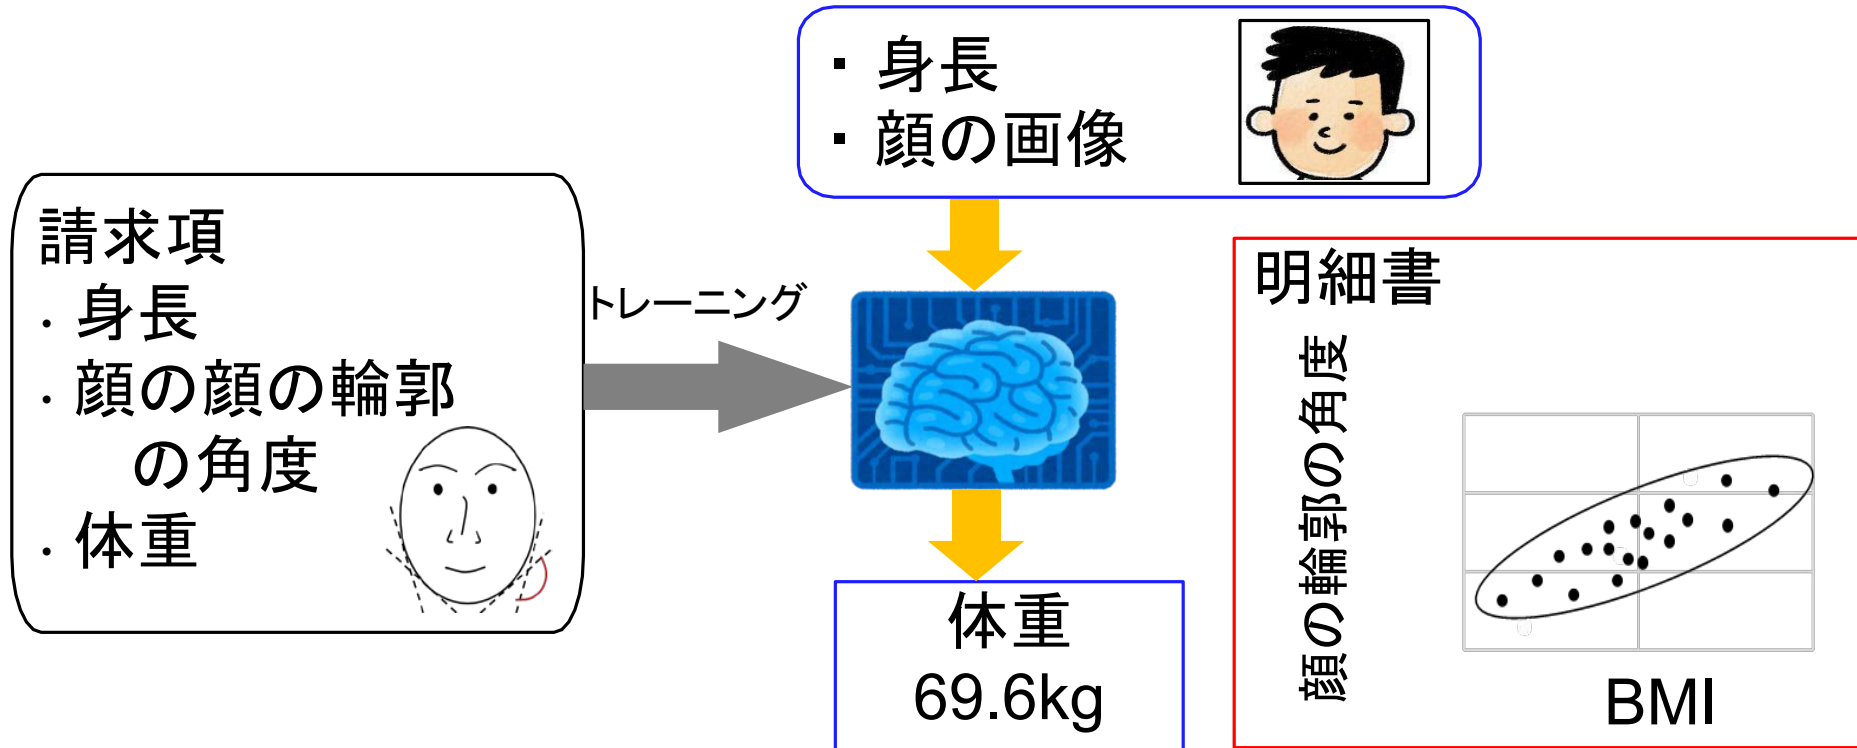 ・身長
・顔の画像
請求項
・身長
・顔の顔の輪郭
の角度
・体重
トレーニング
体重
69.6kg
明細書
顔の輪郭の角度
BMI